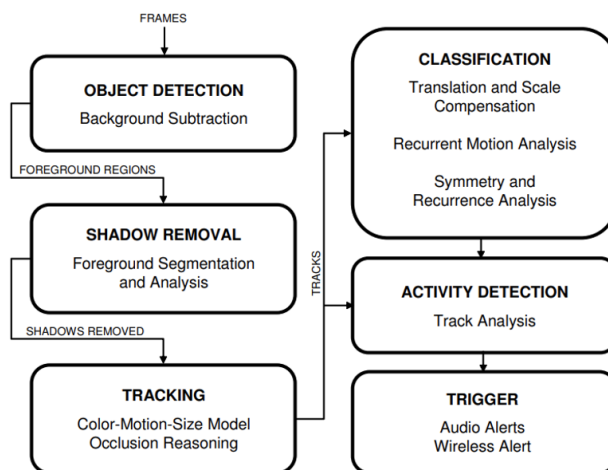 FRAMES
OBJECT DETECTION
Background Subtraction
FOREGROUND REGIONS
SHADOW REMOVAL
Foreground Segmentation
and Analysis
SHADOWS REMOVED
TRACKING
Color-Motion-Size Model
Occlusion Reasoning
TRACKS
CLASSIFICATION
Translation and Scale
Compensation
Recurrent Motion Analysis
Symmetry and
Recurrence Analysis
ACTIVITY DETECTION
Track Analysis
TRIGGER
Audio Alerts
Wireless Alert